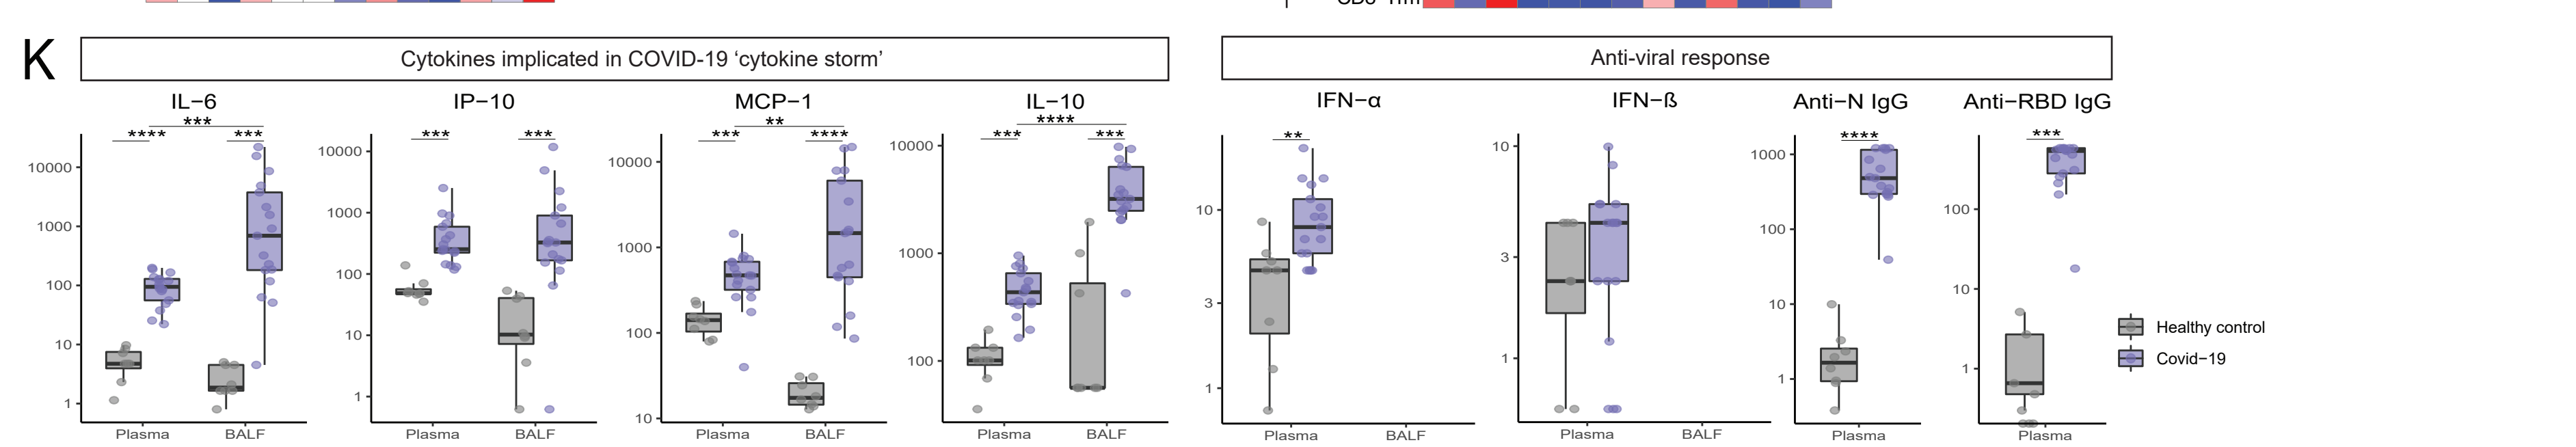 CD8 Trm
K
Cytokines implicated in COVID-19 ‘cytokine storm’
Anti-viral response
IL−6
IP−10
MCP−1
IL−10
IFN−α
IFN−ß
Anti−N IgG
Anti−RBD IgG
*** 
**** ***
*** ***
**
*** ****
****
*** ***
**
****
***
10000
1000
100
10
1
10000
1000
100
10
1
10000
1000
100
10
10000
1000
100
10
3
1
10
3
1
1000
100
10
1
100
10
1
Plasma BALF
Plasma BALF
Plasma BALF
Plasma BALF
Plasma BALF
Plasma BALF
Plasma
Plasma
Healthy control
Covid−19